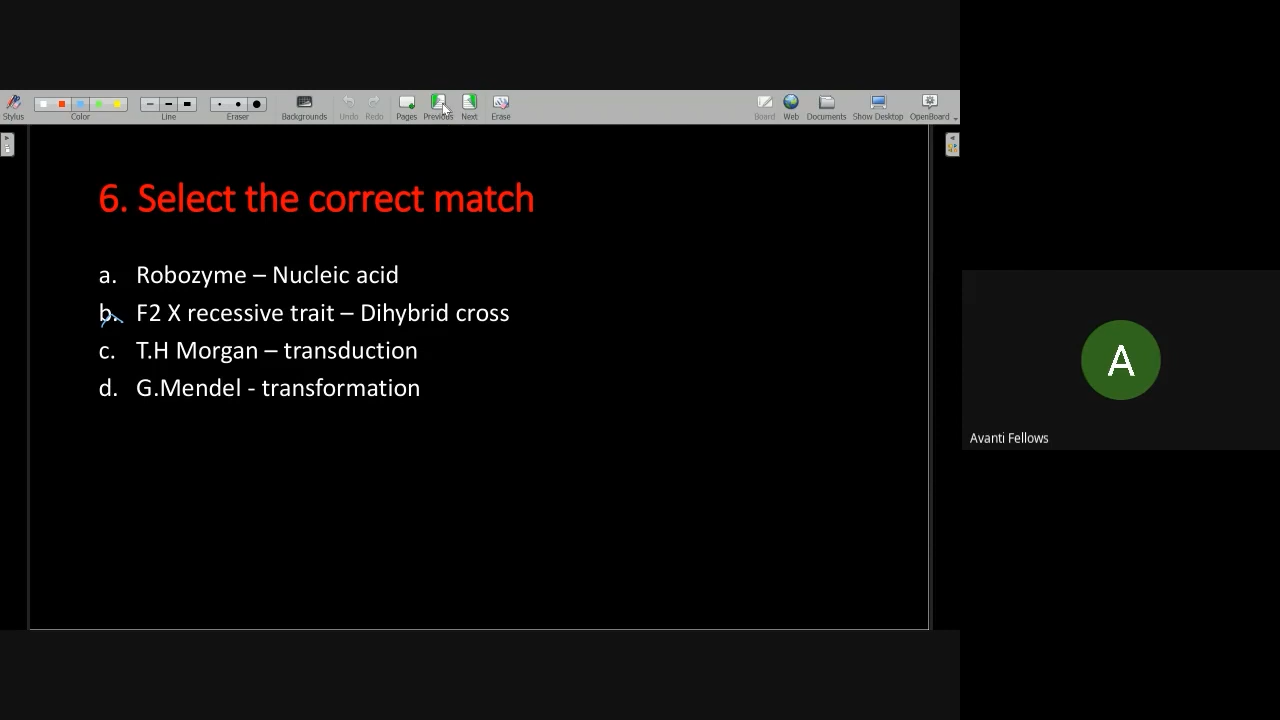 Stylus
Color
Line
Eraser
Backgrounds
Undo
Redo
Pages
Previous
Next
Erase
Board
Web
Documents
Show Desktop
OpenBoard
6. Select the correct match
a. Robozyme – Nucleic acid
b. F2 X recessive trait – Dihybrid cross
c. T.H Morgan – transduction
d. G.Mendel - transformation
A
Avanti Fellows